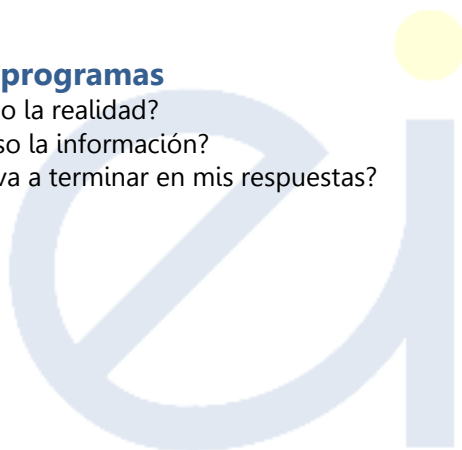 programas
o la realidad?
so la información?
va a terminar en mis respuestas?